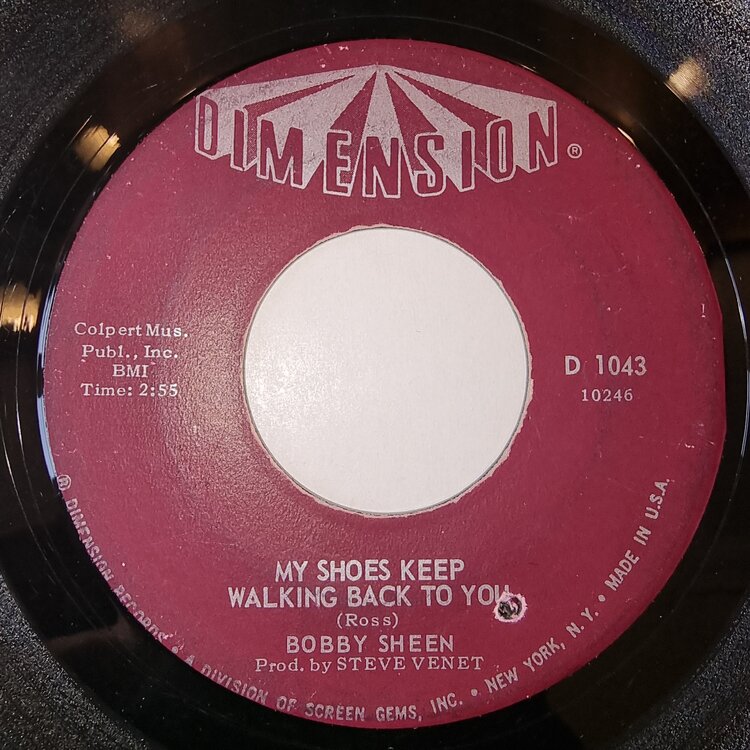 DIMENSION ®
Colpert Mus.
Publ., Inc.
BMI
Time: 2:55
D 1043
10246
MY SHOES KEEP
WALKING BACK TO YOU
(Ross)
BOBBY SHEEN
Prod. by STEVE VENET
® DIMENSION RECORDS • A DIVISION OF SCREEN GEMS, INC. • NEW YORK, N.Y. • MADE IN U.S.A.